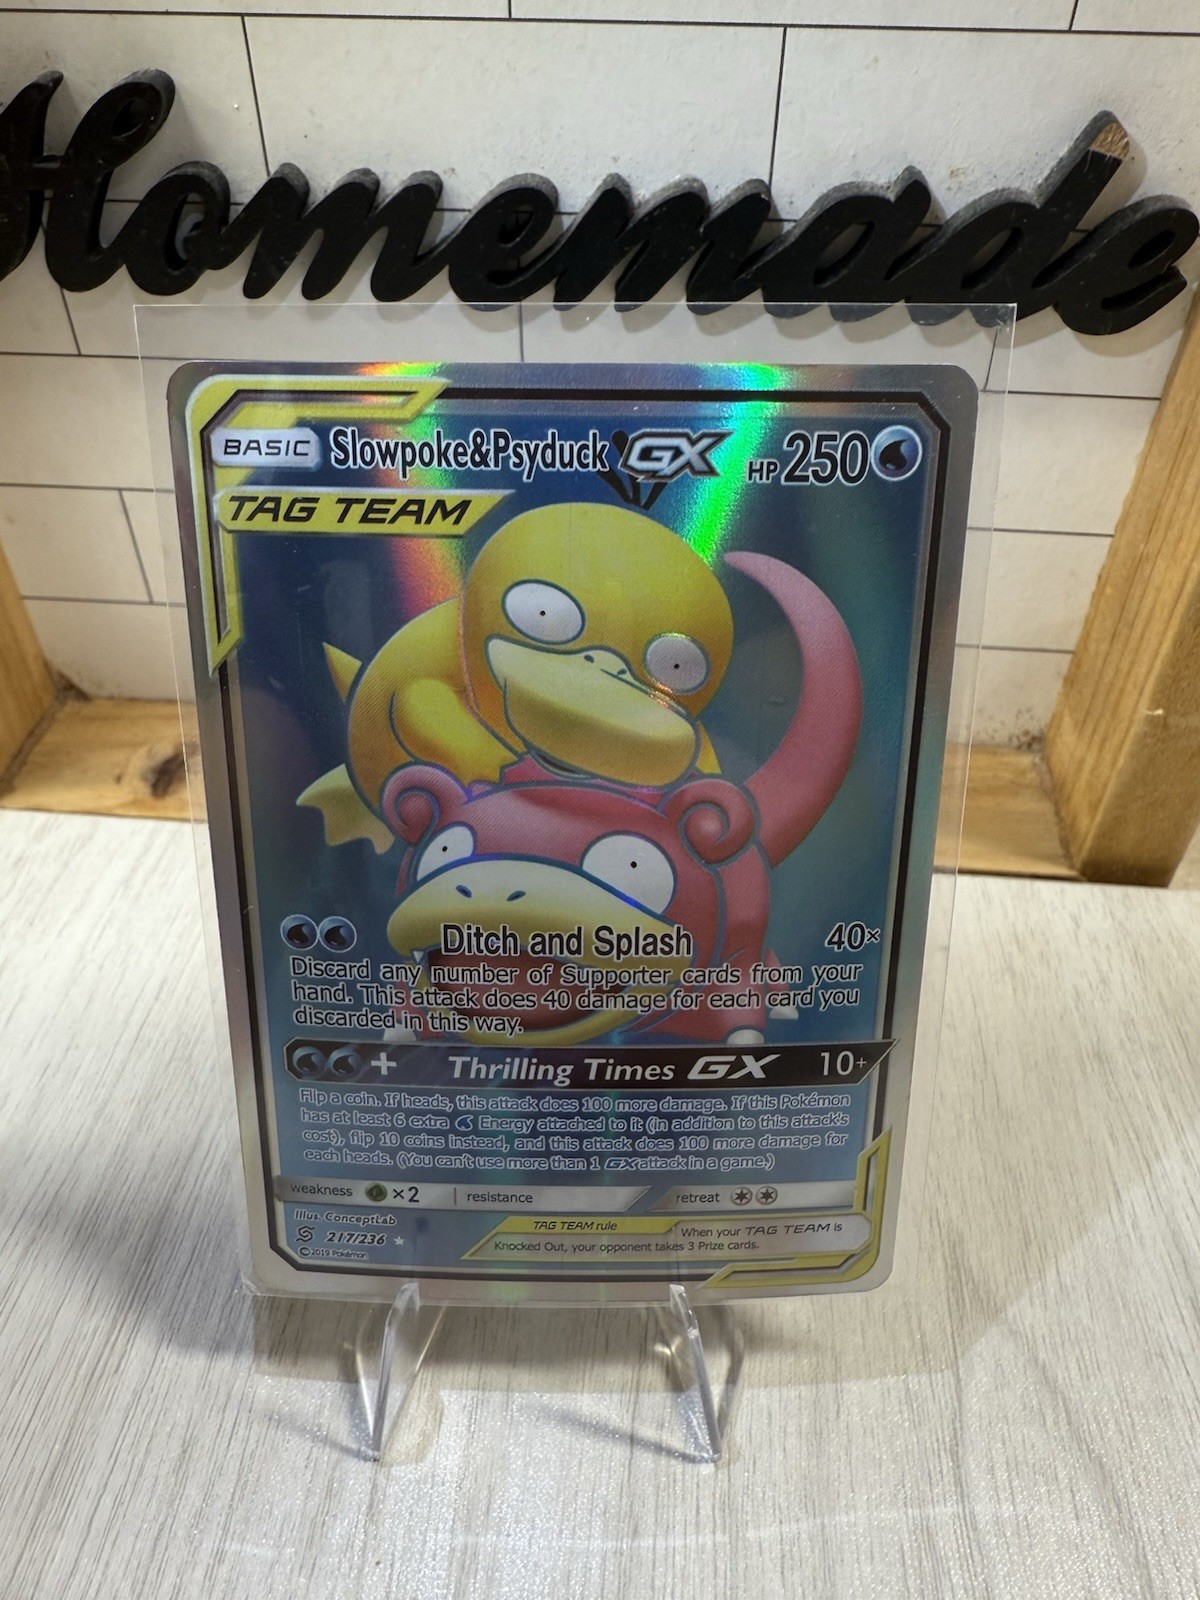 Homemade
BASIC Slowpoke&Psyduck GX HP 250
TAG TEAM
Ditch and Splash 40×
Discard any number of Supporter cards from your
hand. This attack does 40 damage for each card you
discarded in this way.
+ Thrilling Times GX 10+
Flip a coin. If heads, this attack does 100 more damage. If this Pokémon
has at least 6 extra Energy attached to it (in addition to this attack's
cost), flip 10 coins instead, and this attack does 100 more damage for
each heads. (You can't use more than 1 GX attack in a game.)
weakness ×2 resistance retreat
Illus. ConceptLab
217/236
©2019 Pokémon
TAG TEAM rule When your TAG TEAM is
Knocked Out, your opponent takes 3 Prize cards.